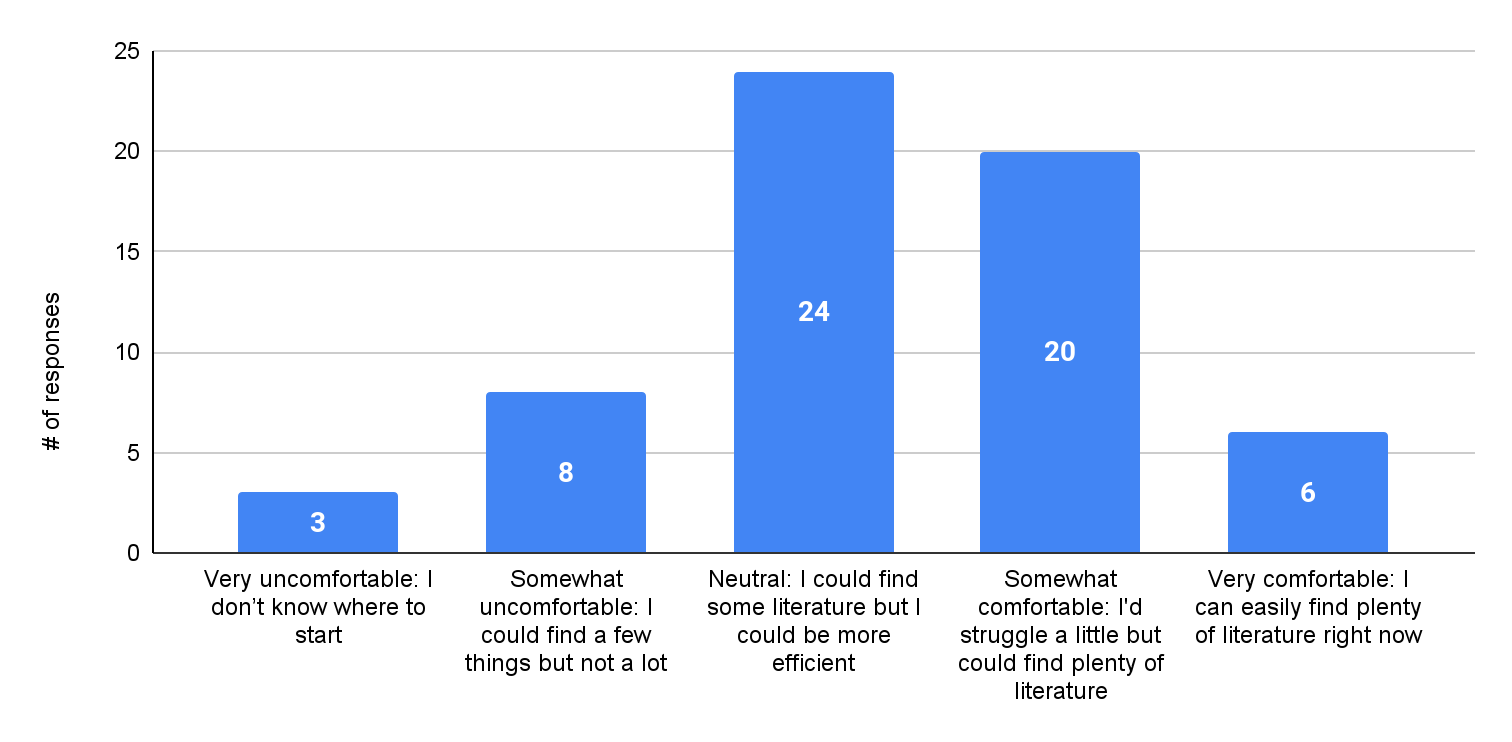 25
20
15
10
5
0
# of responses
3
8
24
20
6
Very uncomfortable: I
don’t know where to
start
Somewhat
uncomfortable: I
could find a few
things but not a lot
Neutral: I could find
some literature but I
could be more
efficient
Somewhat
comfortable: I'd
struggle a little but
could find plenty of
literature
Very comfortable: I
can easily find plenty
of literature right now